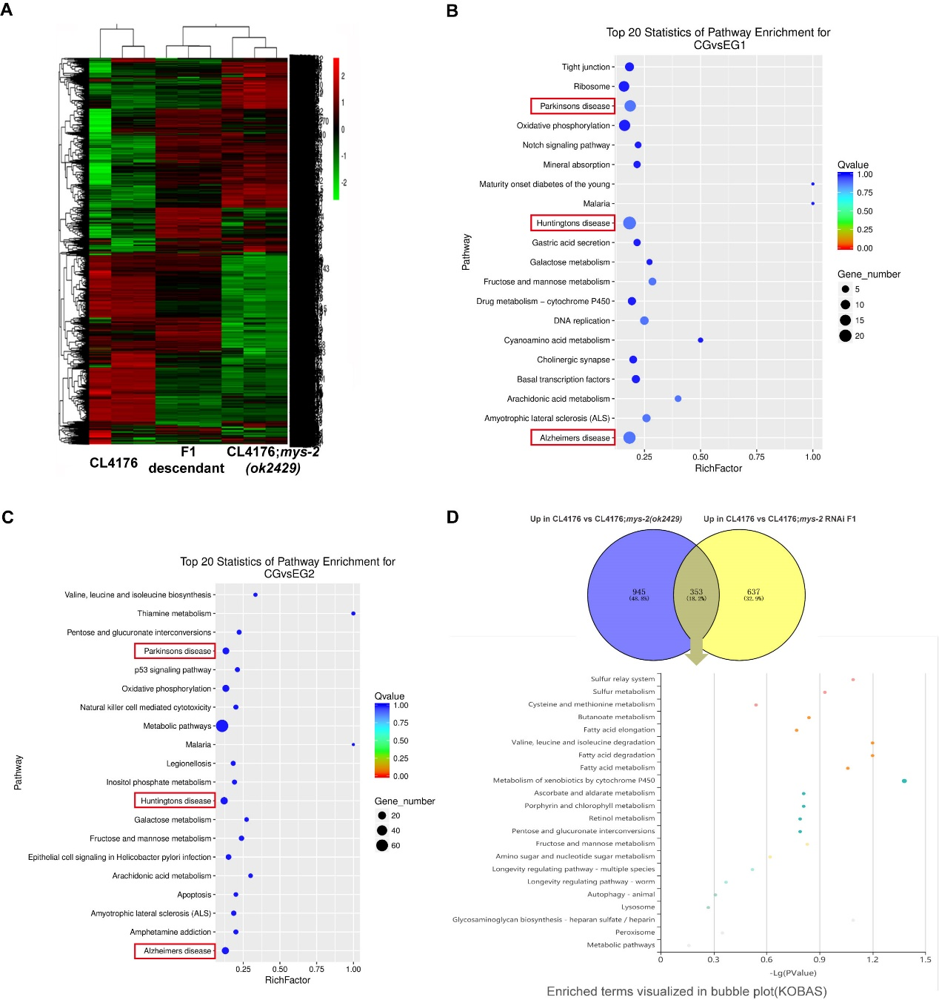 A
2
1
0
-1
-2
70
43
CL4176
F1
descendant
CL4176;mys-2
(ok2429)
B
Top 20 Statistics of Pathway Enrichment for
CGvsEG1
Pathway
Tight junction
Ribosome
Parkinsons disease
Oxidative phosphorylation
Notch signaling pathway
Mineral absorption
Maturity onset diabetes of the young
Malaria
Huntingtons disease
Gastric acid secretion
Galactose metabolism
Fructose and mannose metabolism
Drug metabolism − cytochrome P450
DNA replication
Cyanoamino acid metabolism
Cholinergic synapse
Basal transcription factors
Arachidonic acid metabolism
Amyotrophic lateral sclerosis (ALS)
Alzheimers disease
0.25 0.50 0.75 1.00
RichFactor
Qvalue
1.00
0.75
0.50
0.25
0.00
Gene_number
5
10
15
20
C
Top 20 Statistics of Pathway Enrichment for
CGvsEG2
Pathway
Valine, leucine and isoleucine biosynthesis
Thiamine metabolism
Pentose and glucuronate interconversions
Parkinsons disease
p53 signaling pathway
Oxidative phosphorylation
Natural killer cell mediated cytotoxicity
Metabolic pathways
Malaria
Legionellosis
Inositol phosphate metabolism
Huntingtons disease
Galactose metabolism
Fructose and mannose metabolism
Epithelial cell signaling in Helicobacter pylori infection
Arachidonic acid metabolism
Apoptosis
Amyotrophic lateral sclerosis (ALS)
Amphetamine addiction
Alzheimers disease
0.25 0.50 0.75 1.00
RichFactor
Qvalue
1.00
0.75
0.50
0.25
0.00
Gene_number
20
40
60
D
Up in CL4176 vs CL4176;mys-2(ok2429)
Up in CL4176 vs CL4176;mys-2 RNAi F1
945
(48.8%)
353
(18.2%)
637
(32.9%)
Sulfur relay system
Sulfur metabolism
Cysteine and methionine metabolism
Butanoate metabolism
Fatty acid elongation
Valine, leucine and isoleucine degradation
Fatty acid degradation
Fatty acid metabolism
Metabolism of xenobiotics by cytochrome P450
Ascorbate and aldarate metabolism
Porphyrin and chlorophyll metabolism
Retinol metabolism
Pentose and glucuronate interconversions
Fructose and mannose metabolism
Amino sugar and nucleotide sugar metabolism
Longevity regulating pathway - multiple species
Longevity regulating pathway - worm
Autophagy - animal
Lysosome
Glycosaminoglycan biosynthesis - heparan sulfate / heparin
Peroxisome
Metabolic pathways
0 0.3 0.6 0.9 1.2 1.5
-Lg(PValue)
Enriched terms visualized in bubble plot(KOBAS)